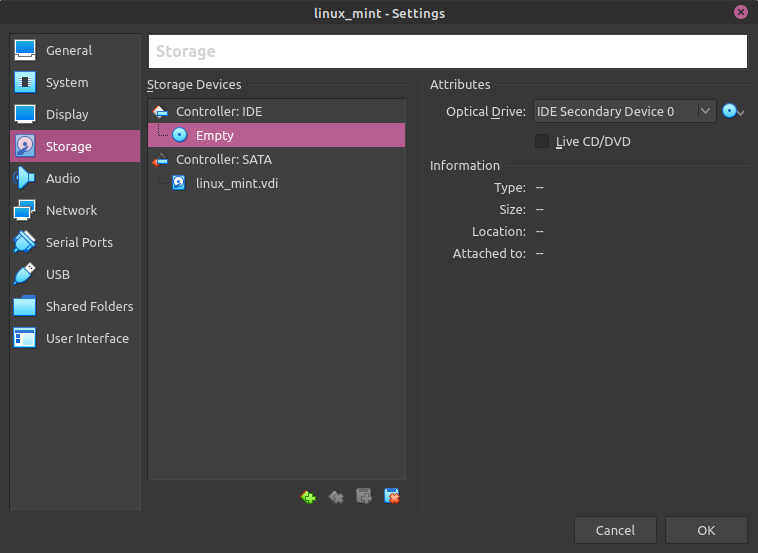 linux_mint - Settings
General
System
Display
Storage
Audio
Network
Serial Ports
USB
Shared Folders
User Interface
Storage
Storage Devices
Controller: IDE
Empty
Controller: SATA
linux_mint.vdi
Attributes
Optical Drive: IDE Secondary Device 0
Live CD/DVD
Information
Type: --
Size: --
Location: --
Attached to: --
Cancel
OK